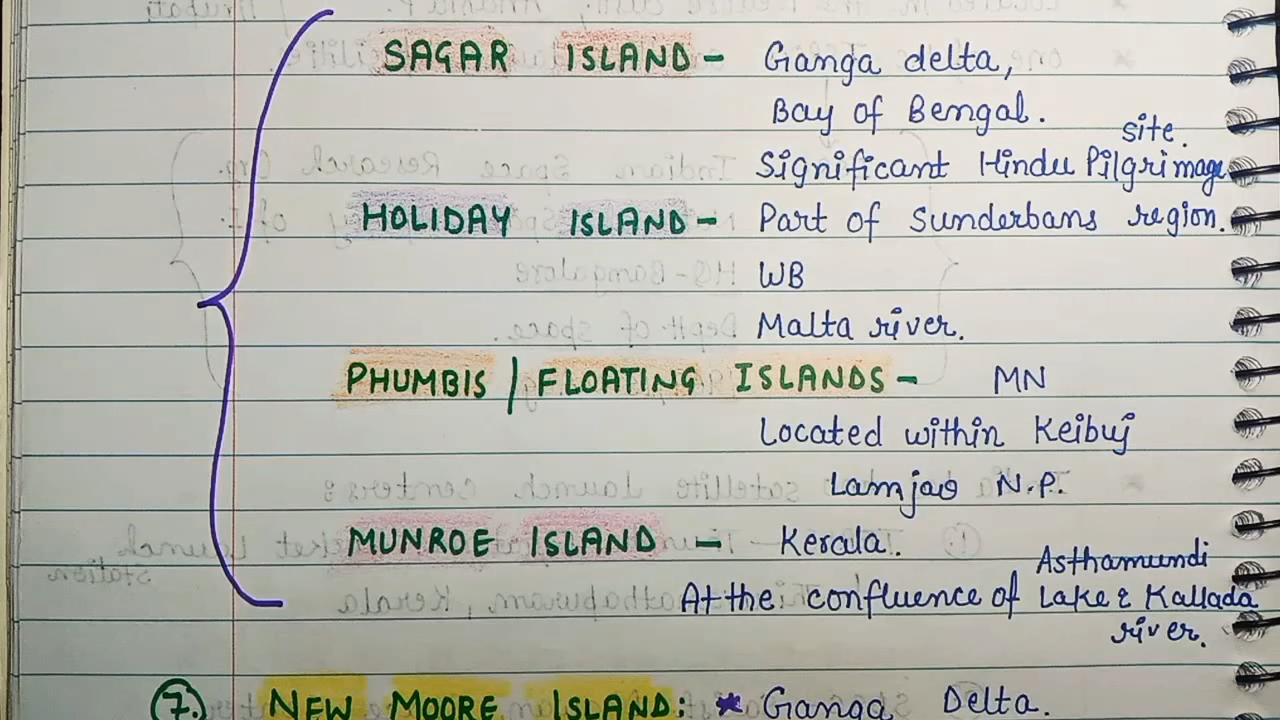 SAGAR ISLAND - Ganga delta,
Bay of Bengal.
Significant Hindu Pilgrimage site.
HOLIDAY ISLAND - Part of Sunderbans region.
WB
Malta river.
PHUMBIS / FLOATING ISLANDS - MN
Located within Keibuj
Lamjao N.P.
MUNROE ISLAND - Kerala.
At the confluence of Asthamundi Lake & Kallada river.
7. NEW MOORE ISLAND: * Ganga Delta.